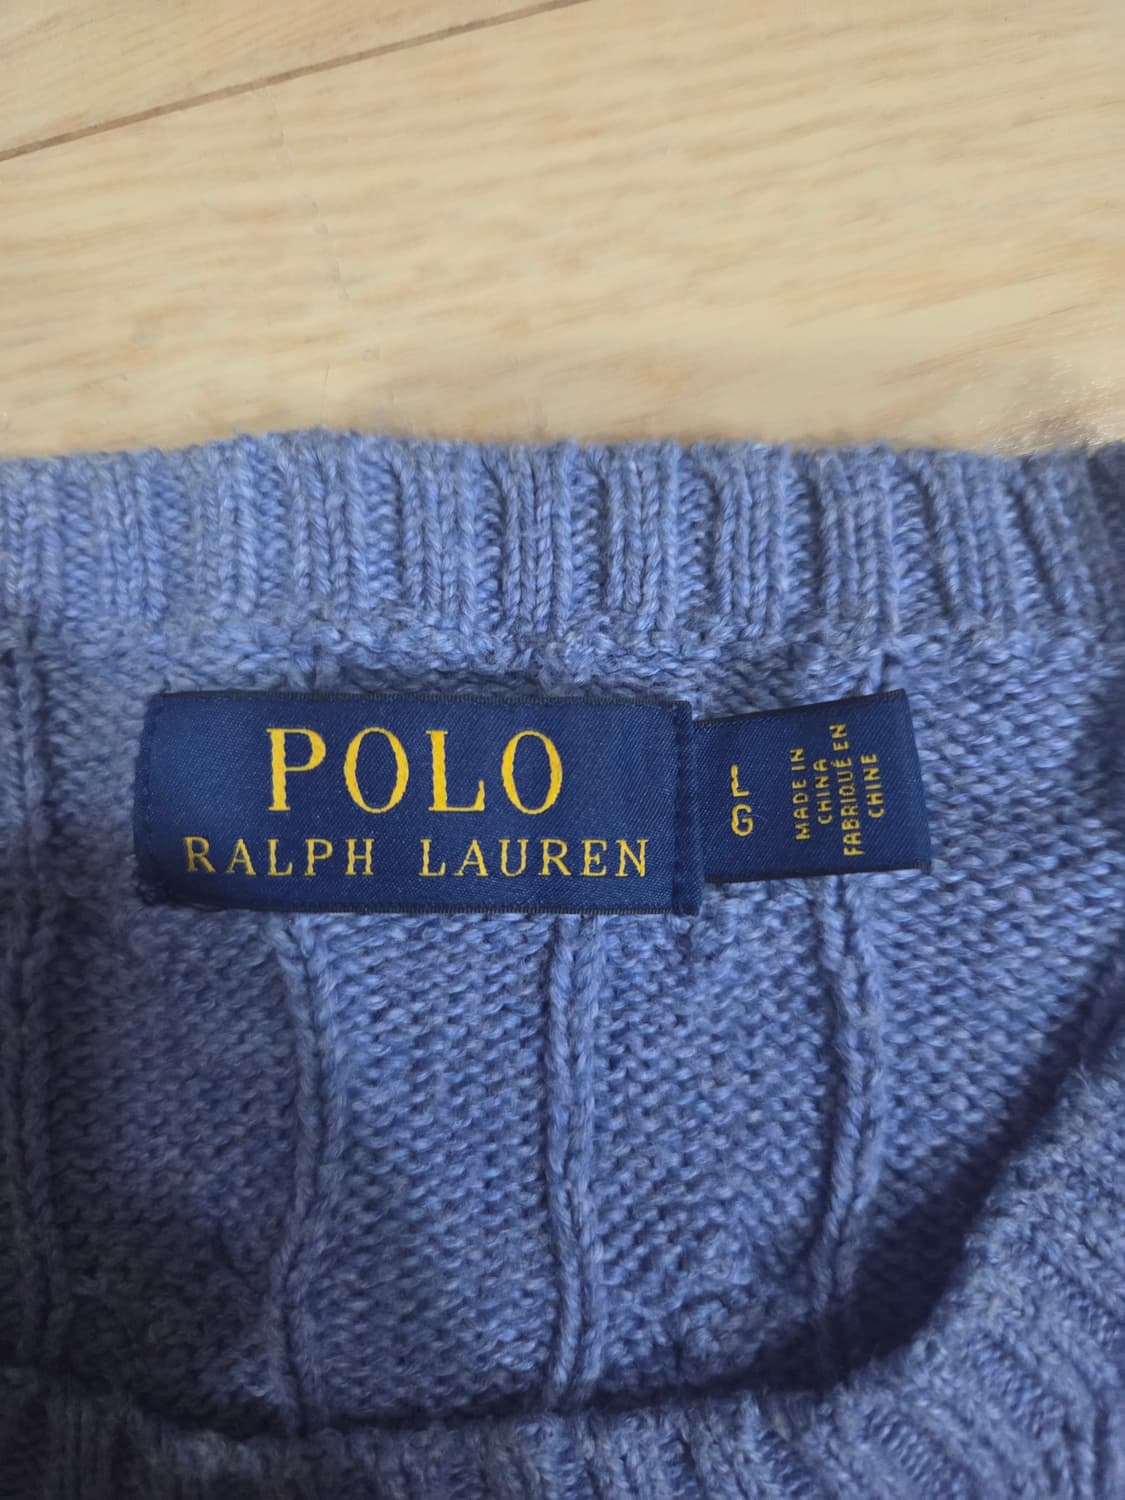 POLO
RALPH LAUREN
G L
MADE IN
CHINA
FABRIQUÉ EN
CHINE